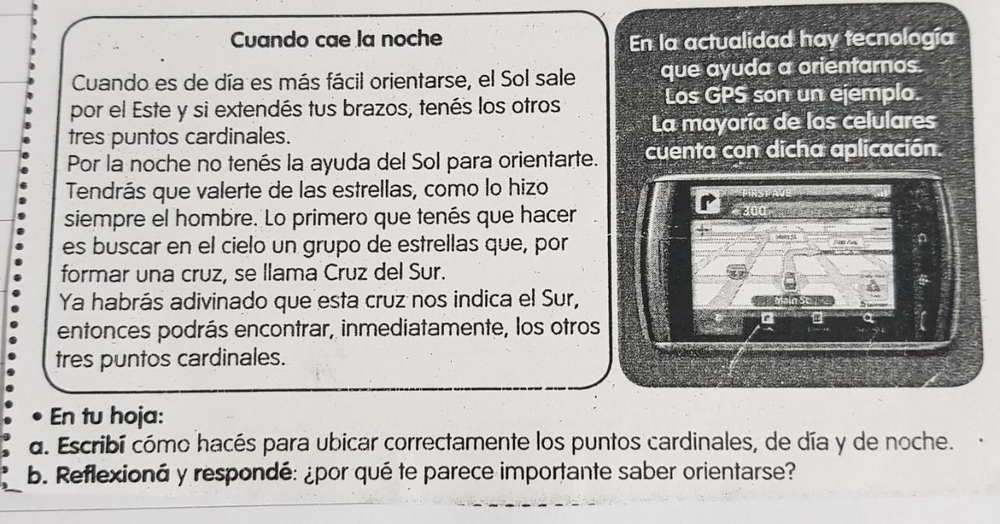 Cuando cae la noche
Cuando es de día es más fácil orientarse, el Sol sale
por el Este y si extendés tus brazos, tenés los otros
tres puntos cardinales.
Por la noche no tenés la ayuda del Sol para orientarte.
Tendrás que valerte de las estrellas, como lo hizo
siempre el hombre. Lo primero que tenés que hacer
es buscar en el cielo un grupo de estrellas que, por
formar una cruz, se llama Cruz del Sur.
Ya habrás adivinado que esta cruz nos indica el Sur,
entonces podrás encontrar, inmediatamente, los otros
tres puntos cardinales.
En la actualidad hay tecnología
que ayuda a orientarnos.
Los GPS son un ejemplo.
La mayoría de los celulares
cuenta con dicha aplicación.
FIRST AVE
300
Main St
• En tu hoja:
a. Escribí cómo hacés para ubicar correctamente los puntos cardinales, de día y de noche.
b. Reflexioná y respondé: ¿por qué te parece importante saber orientarse?